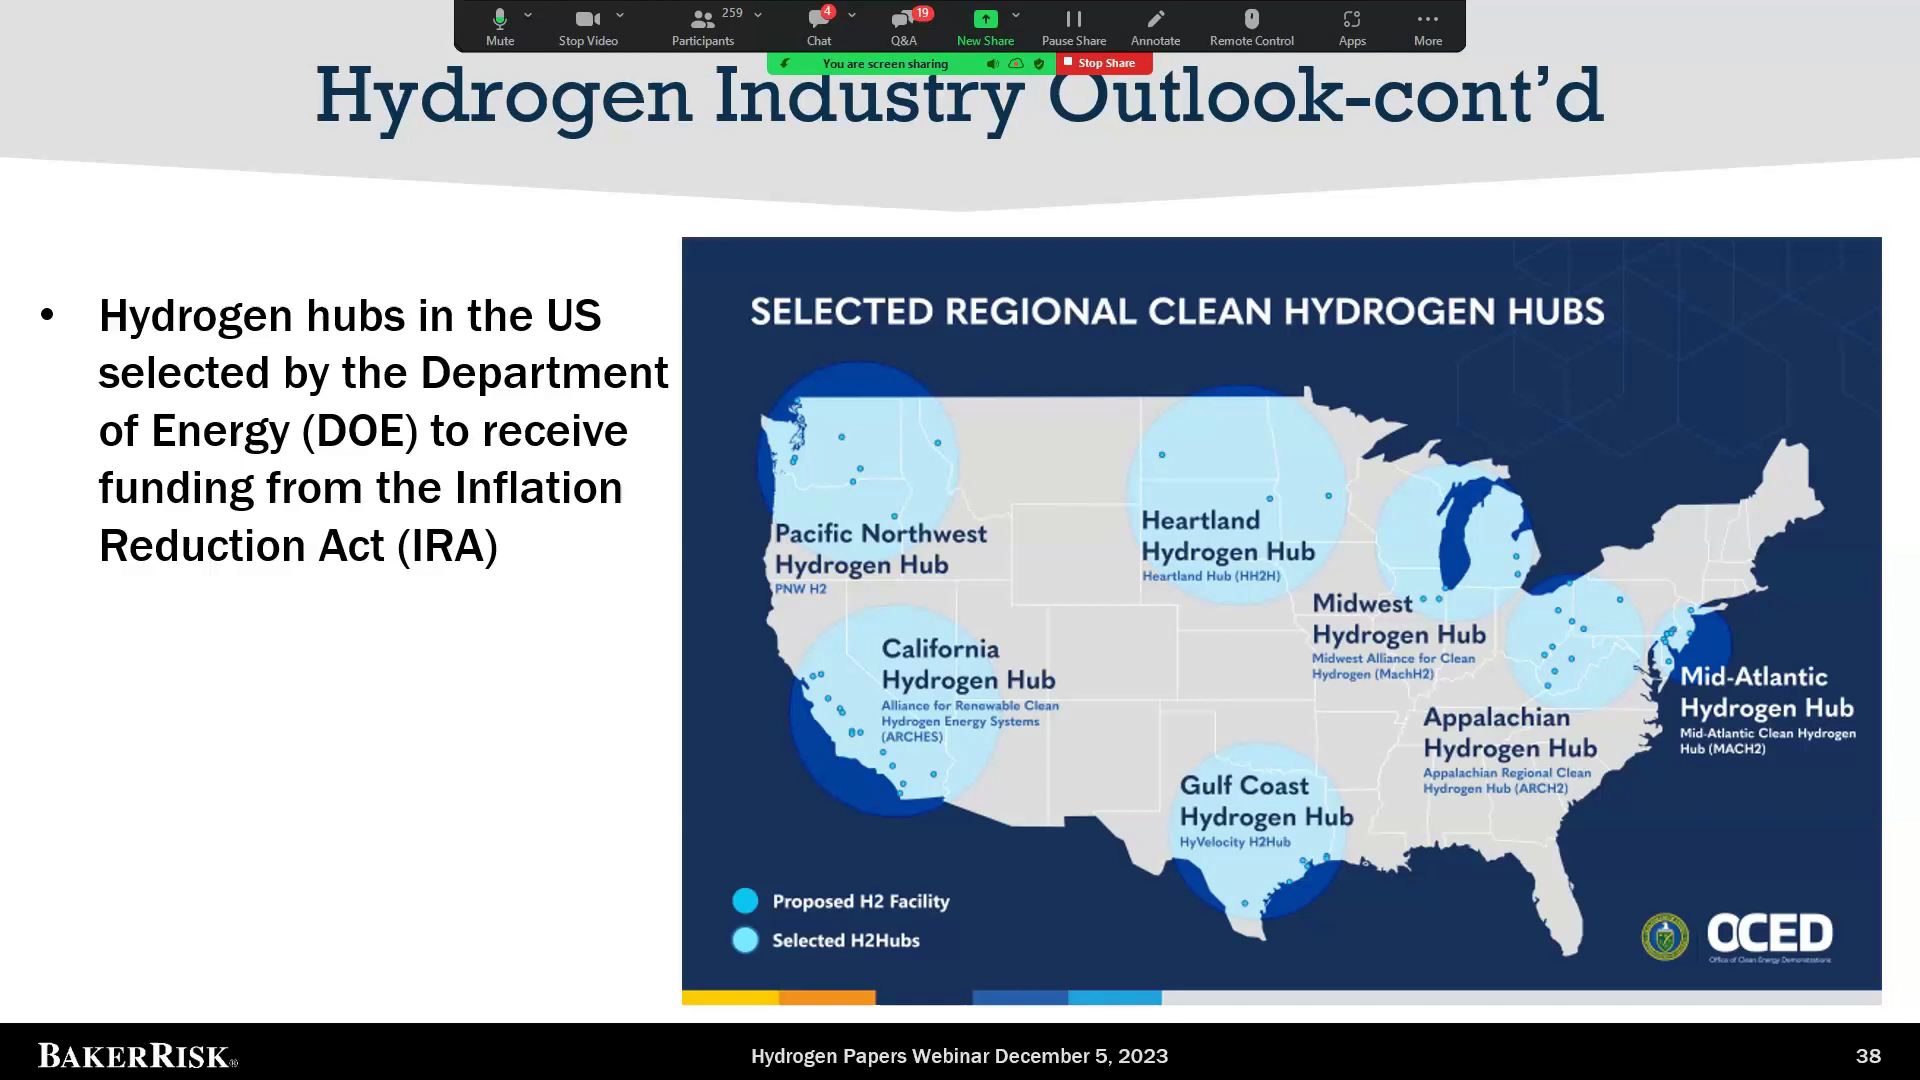 259
4
19
Mute
Stop Video
Participants
Chat
Q&A
New Share
Pause Share
Annotate
Remote Control
Apps
More
You are screen sharing
Stop Share
Hydrogen Industry Outlook-cont’d
• Hydrogen hubs in the US
selected by the Department
of Energy (DOE) to receive
funding from the Inflation
Reduction Act (IRA)
SELECTED REGIONAL CLEAN HYDROGEN HUBS
Pacific Northwest
Hydrogen Hub
PNW H2
Heartland
Hydrogen Hub
Heartland Hub (HH2H)
Midwest
Hydrogen Hub
Midwest Alliance for Clean
Hydrogen (MachH2)
California
Hydrogen Hub
Alliance for Renewable Clean
Hydrogen Energy Systems
(ARCHES)
Mid-Atlantic
Hydrogen Hub
Mid-Atlantic Clean Hydrogen
Hub (MACH2)
Appalachian
Hydrogen Hub
Appalachian Regional Clean
Hydrogen Hub (ARCH2)
Gulf Coast
Hydrogen Hub
HyVelocity H2Hub
Proposed H2 Facility
Selected H2Hubs
OCED
Office of Clean Energy Demonstrations
BAKERRISK®
Hydrogen Papers Webinar December 5, 2023
38